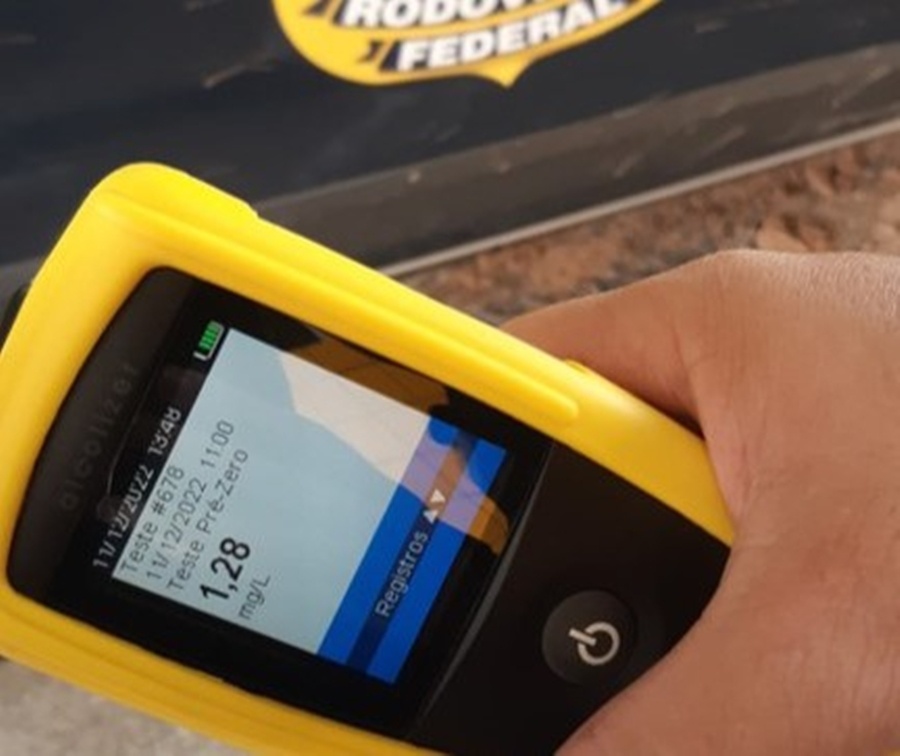 FEDERAL
alcolizer
11/12/2022 13:48
Teste #678
11/12/2022 11:00
Teste Pré-Zero
1,28
mg/L
Registros